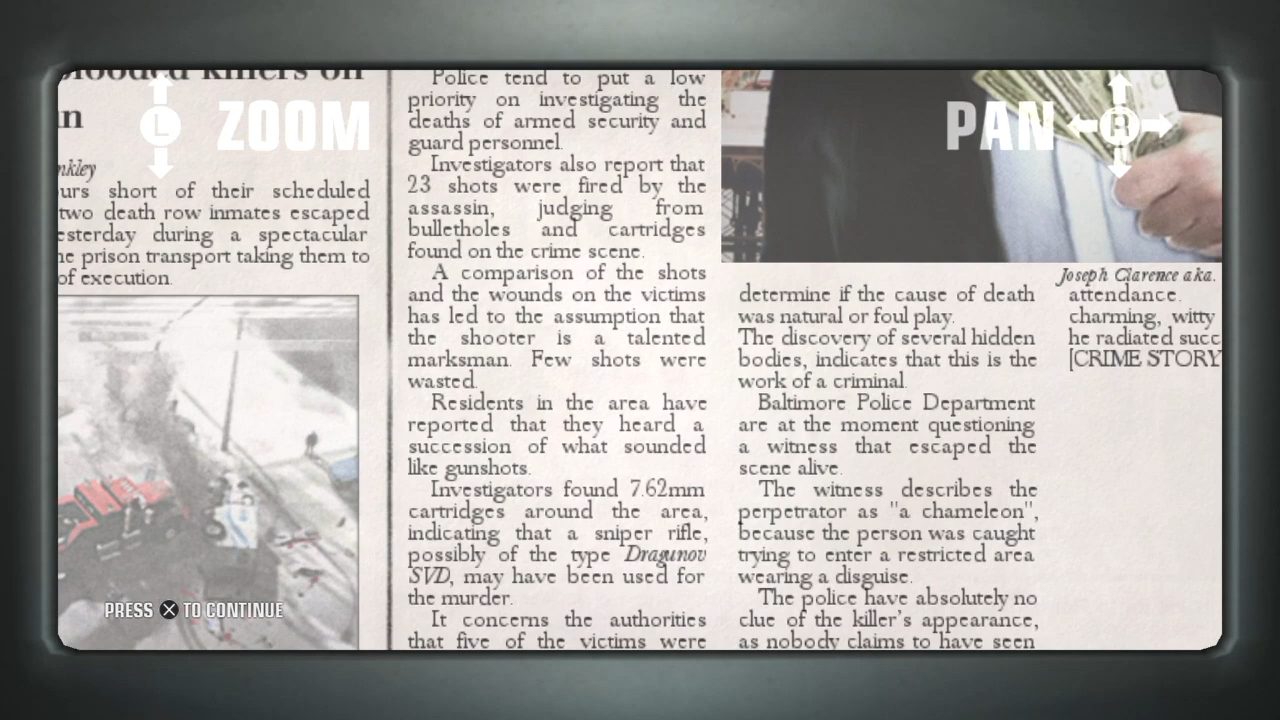 blooded killers on
ZOOM
L
nkley
ours short of their scheduled
two death row inmates escaped
esterday during a spectacular
prison transport taking them to
of execution.
PRESS X TO CONTINUE
Police tend to put a low
priority on investigating the
deaths of armed security and
guard personnel.
Investigators also report that
23 shots were fired by the
assassin, judging from
bulletholes and cartridges
found on the crime scene.
A comparison of the shots
and the wounds on the victims
has led to the assumption that
the shooter is a talented
marksman. Few shots were
wasted.
Residents in the area have
reported that they heard a
succession of what sounded
like gunshots.
Investigators found 7.62mm
cartridges around the area,
indicating that a sniper rifle,
possibly of the type Dragunov
SVD, may have been used for
the murder.
It concerns the authorities
that five of the victims were
PAN
R
determine if the cause of death
was natural or foul play.
The discovery of several hidden
bodies, indicates that this is the
work of a criminal.
Baltimore Police Department
are at the moment questioning
a witness that escaped the
scene alive.
The witness describes the
perpetrator as "a chameleon",
because the person was caught
trying to enter a restricted area
wearing a disguise.
The police have absolutely no
clue of the killer's appearance,
as nobody claims to have seen
Joseph Clarence aka.
attendance.
charming, witty
he radiated succ
[CRIME STORY